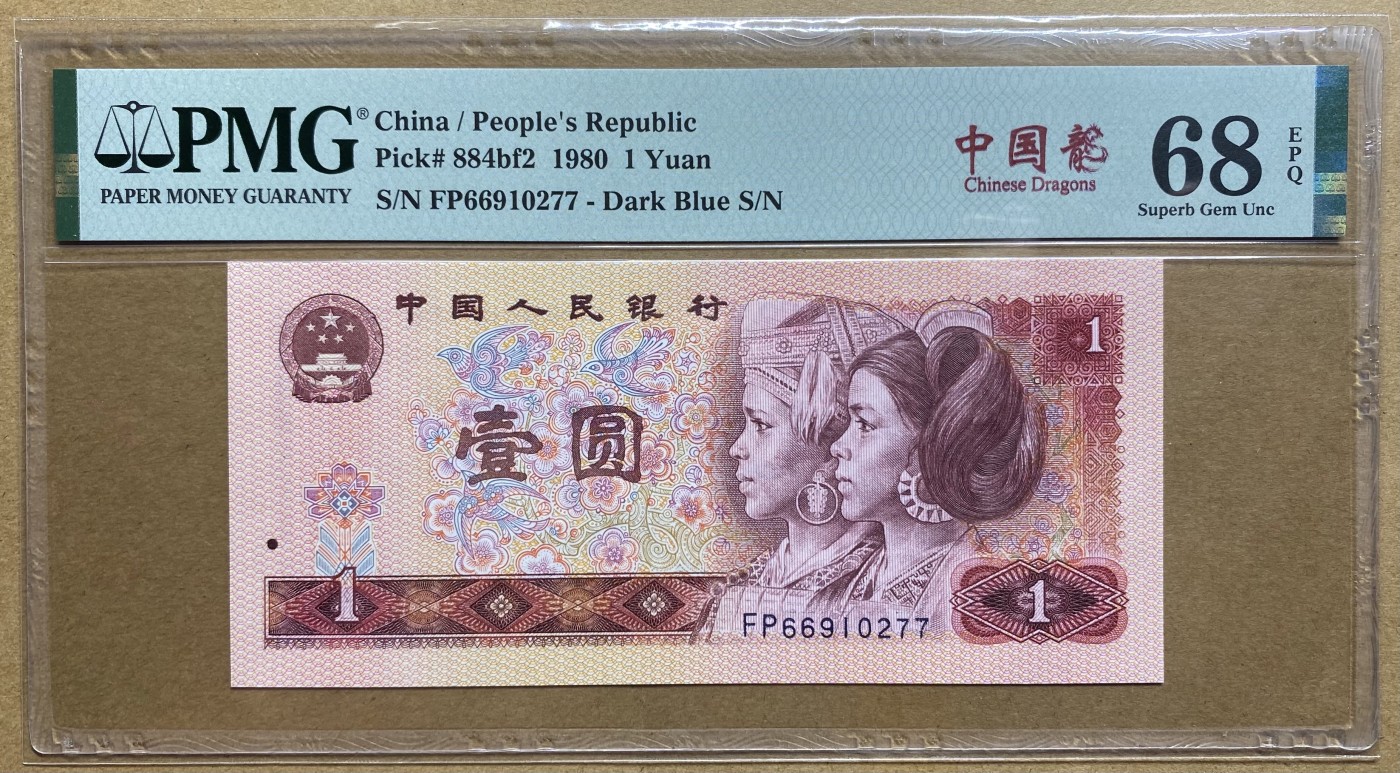 PMG®
PAPER MONEY GUARANTY
China / People's Republic
Pick# 884bf2 1980 1 Yuan
S/N FP66910277 - Dark Blue S/N
中国龍
Chinese Dragons
68
EPQ
Superb Gem Unc
中国人民银行
1
壹圆
1
FP66910277
1